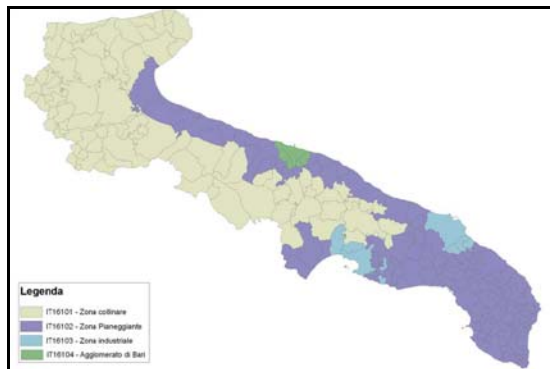 Legenda
IT16101 - Zona collinare
IT16102 - Zona Pianeggiante
IT16103 - Zona industriale
IT16104 - Agglomerato di Bari